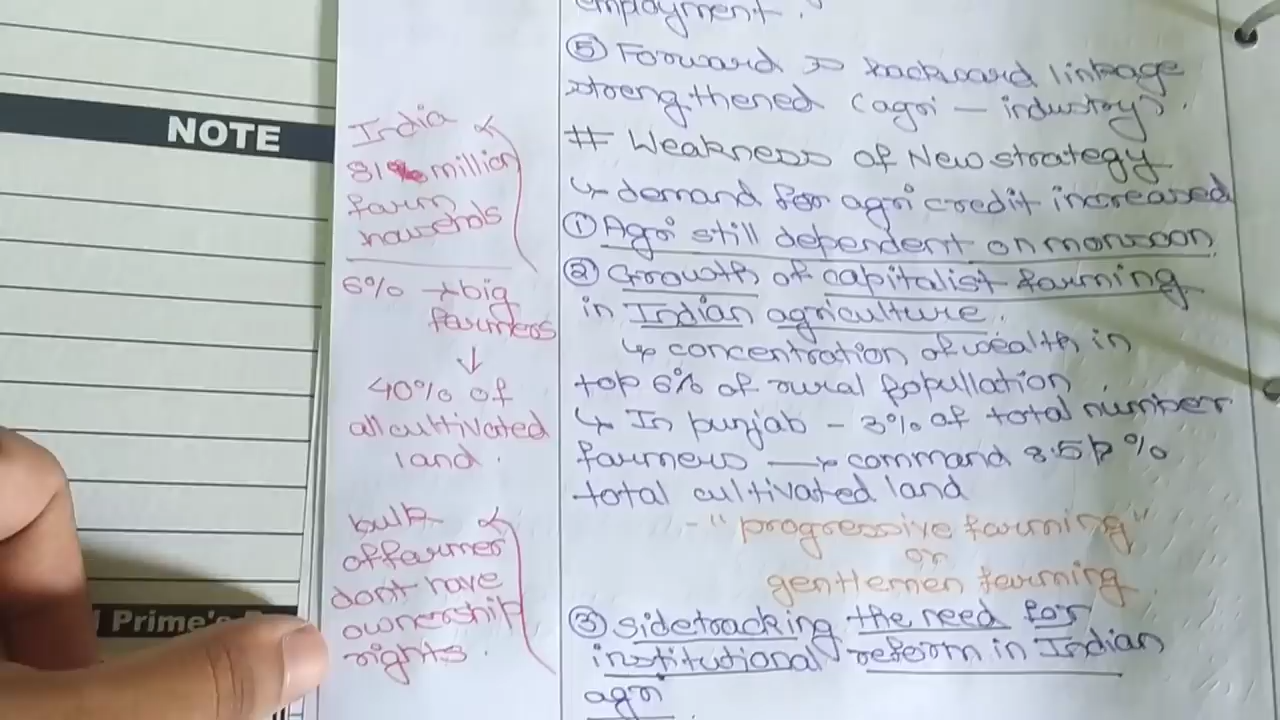 NOTE
Prime's
India
81 million
farm
households
6% → big
farmers
↓
40% of
all cultivated
land.
bulk
of farmer
dont have
ownership
rights.
employment.
⑤ Forward & backward linkage
strengthened (agri - industry).
# Weakness of New strategy
↳ demand for agri credit increased
① Agri still dependent on monsoon
② Growth of capitalist farming
in Indian agriculture.
↳ concentration of wealth in
top 6% of rural popullation.
↳ In punjab - 3% of total number
farmers → command %
total cultivated land
- "progressive farming"
or
gentlemen farming
③ sidetracking the need for
institutional reform in Indian
agri.